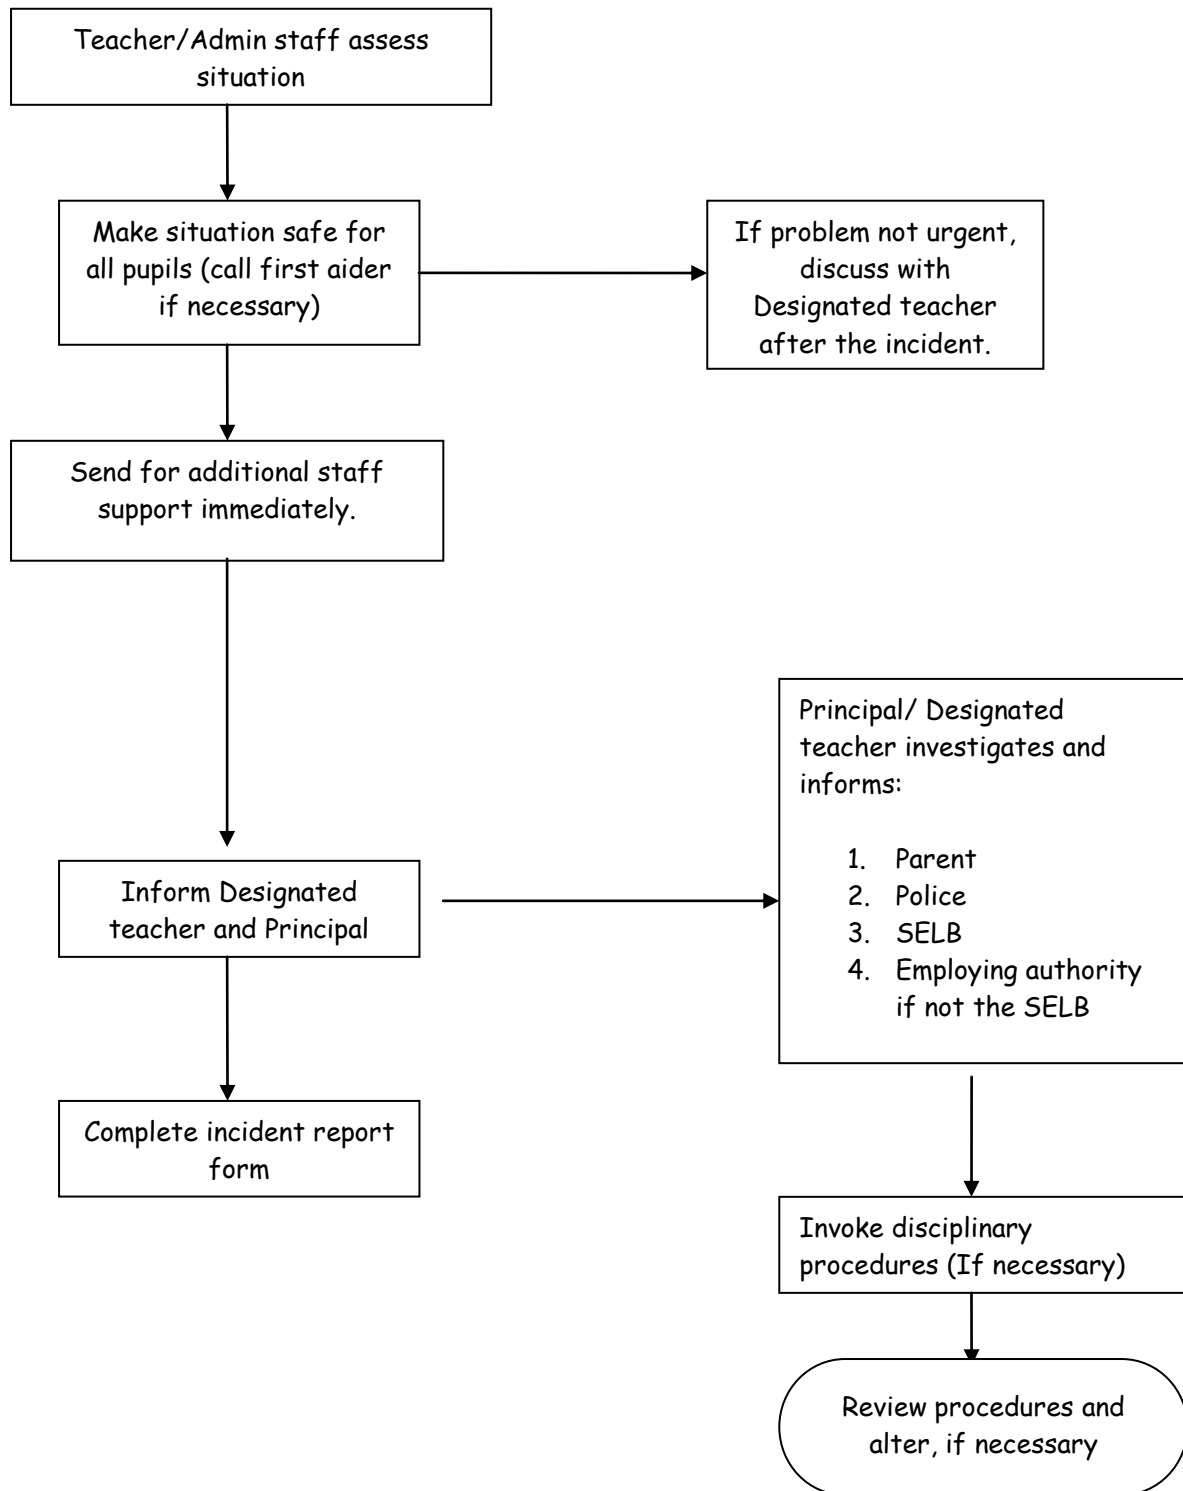 Teacher/Admin staff assess
situation
Make situation safe for
all pupils (call first aider
if necessary)
If problem not urgent,
discuss with
Designated teacher
after the incident.
Send for additional staff
support immediately.
Principal/ Designated
teacher investigates and
informs:
1. Parent
2. Police
3. SELB
4. Employing authority
if not the SELB
Inform Designated
teacher and Principal
Complete incident report
form
Invoke disciplinary
procedures (If necessary)
Review procedures and
alter, if necessary